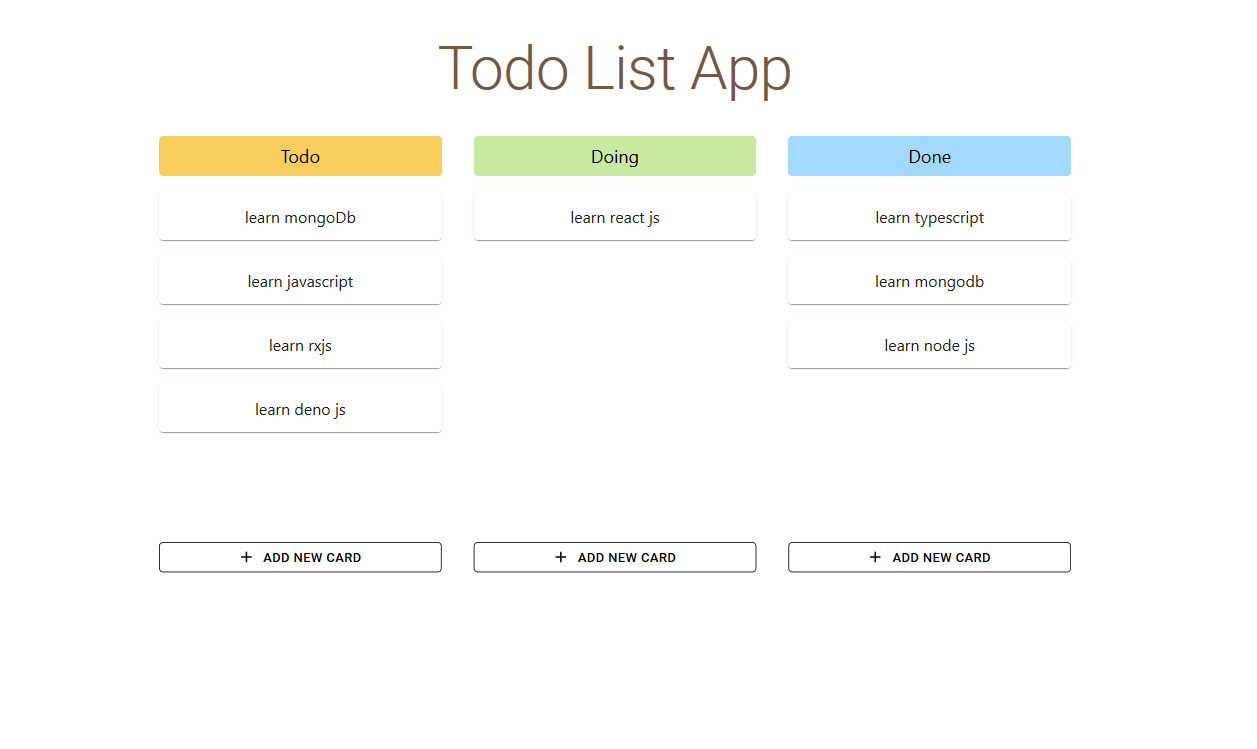 Todo List App
Todo
learn mongoDb
learn javascript
learn rxjs
learn deno js
+ ADD NEW CARD
Doing
learn react js
+ ADD NEW CARD
Done
learn typescript
learn mongodb
learn node js
+ ADD NEW CARD